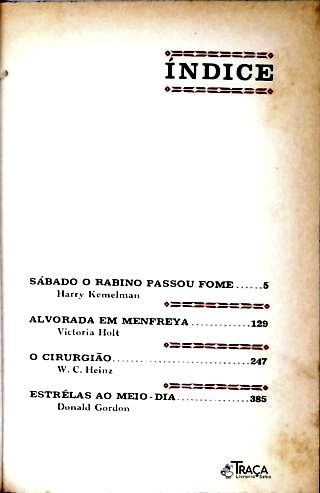 ÍNDICE
SÁBADO O RABINO PASSOU FOME ......5
Harry Kemelman
ALVORADA EM MENFREYA .............129
Victoria Holt
O CIRURGIÃO..............................247
W. C. Heinz
ESTRÊLAS AO MEIO-DIA.................385
Donald Gordon
TRAÇA
Livraria e Sebo